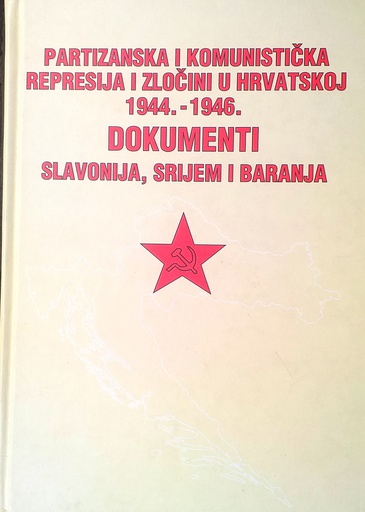 PARTIZANSKA I KOMUNISTIČKA
REPRESIJA I ZLOČINI U HRVATSKOJ
1944.-1946.
DOKUMENTI
SLAVONIJA, SRIJEM I BARANJA